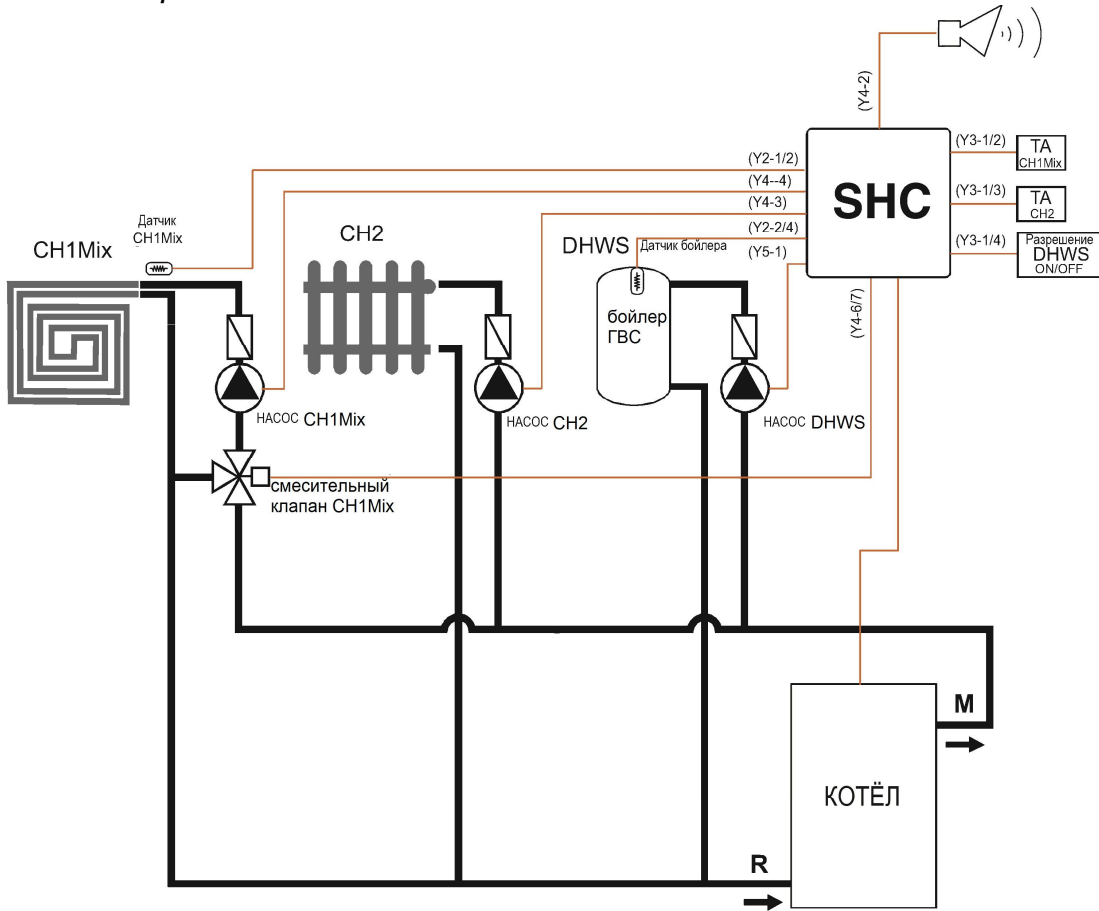 (Y4-2)
SHC
(Y3-1/2)
TA
CH1Mix
(Y3-1/3)
TA
CH2
(Y3-1/4)
Разрешение
DHWS
ON/OFF
(Y2-1/2)
(Y4--4)
(Y4-3)
(Y2-2/4)
(Y5-1)
(Y4-6/7)
Датчик
CH1Mix
CH1Mix
CH2
DHWS
Датчик бойлера
бойлер
ГВС
НАСОС CH1Mix
НАСОС CH2
НАСОС DHWS
смесительный
клапан CH1Mix
M
КОТЁЛ
R